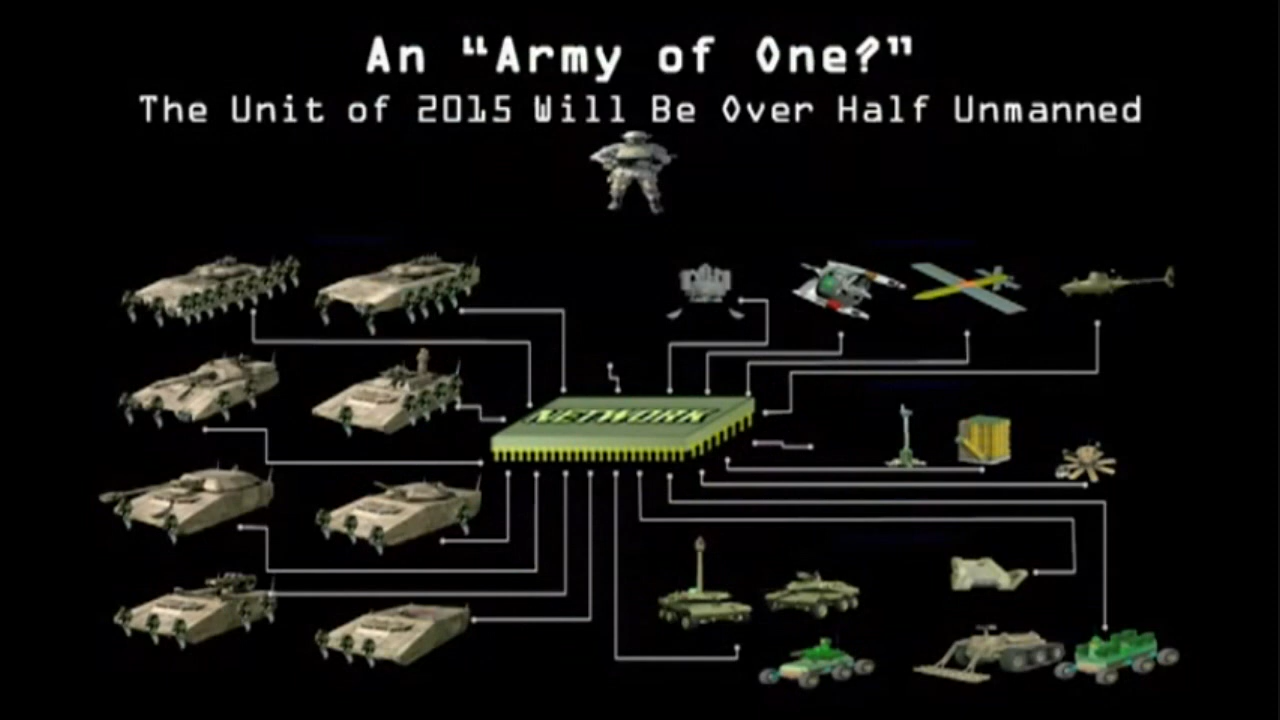 An “Army of One?”
The Unit of 2015 Will Be Over Half Unmanned
NETWORK